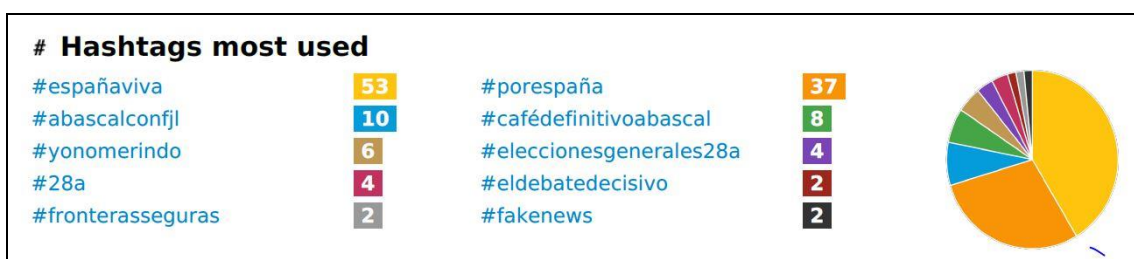 # Hashtags most used
#españaviva 53 #porespaña 37
#abascalconfjl 10 #cafédefinitivoabascal 8
#yonomerindo 6 #eleccionesgenerales28a 4
#28a 4 #eldebatedecisivo 2
#fronterasseguras 2 #fakenews 2